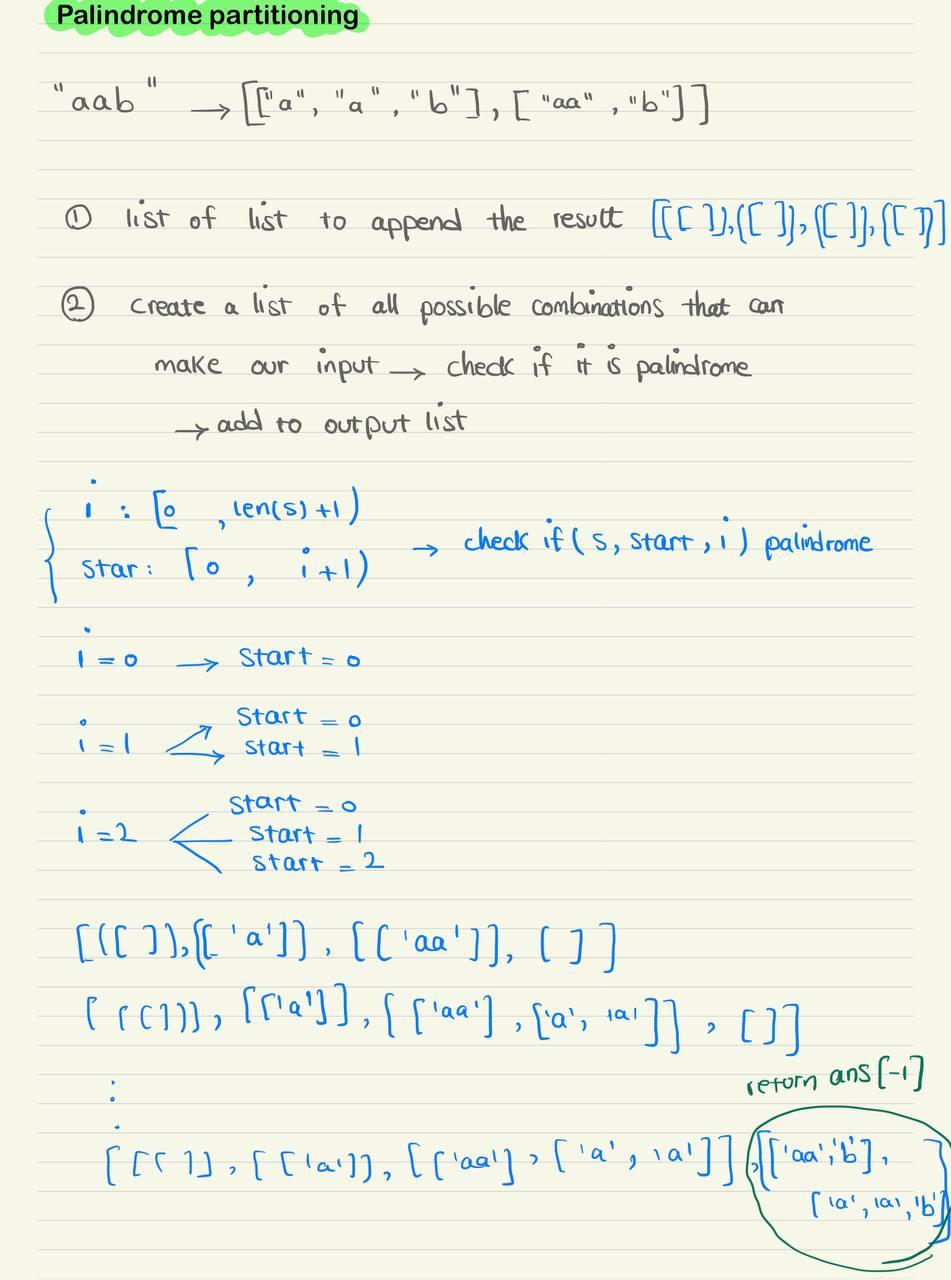 Palindrome partitioning
"aab" → [["a", "a", "b"], ["aa", "b"]]
① list of list to append the result [[[ ]], [[ ]], [[ ]], [[ ]]]
② create a list of all possible combinations that can
make our input → check if it is palindrome
→ add to output list
i : [0 , len(s)+1)
star : [0 , i+1)
→ check if (s, start, i) palindrome
i = 0 → start = 0
i = 1
start = 0
start = 1
i = 2
start = 0
start = 1
start = 2
[[[ ]], [['a']], [['aa']], [ ]]
[[[ ]], [['a']], [['aa'], ['a', 'a']], [ ]]
:
.
return ans[-1]
[[[ ]], [['a']], [['aa'], ['a', 'a']], [['aa', 'b'],
['a', 'a', 'b']]]